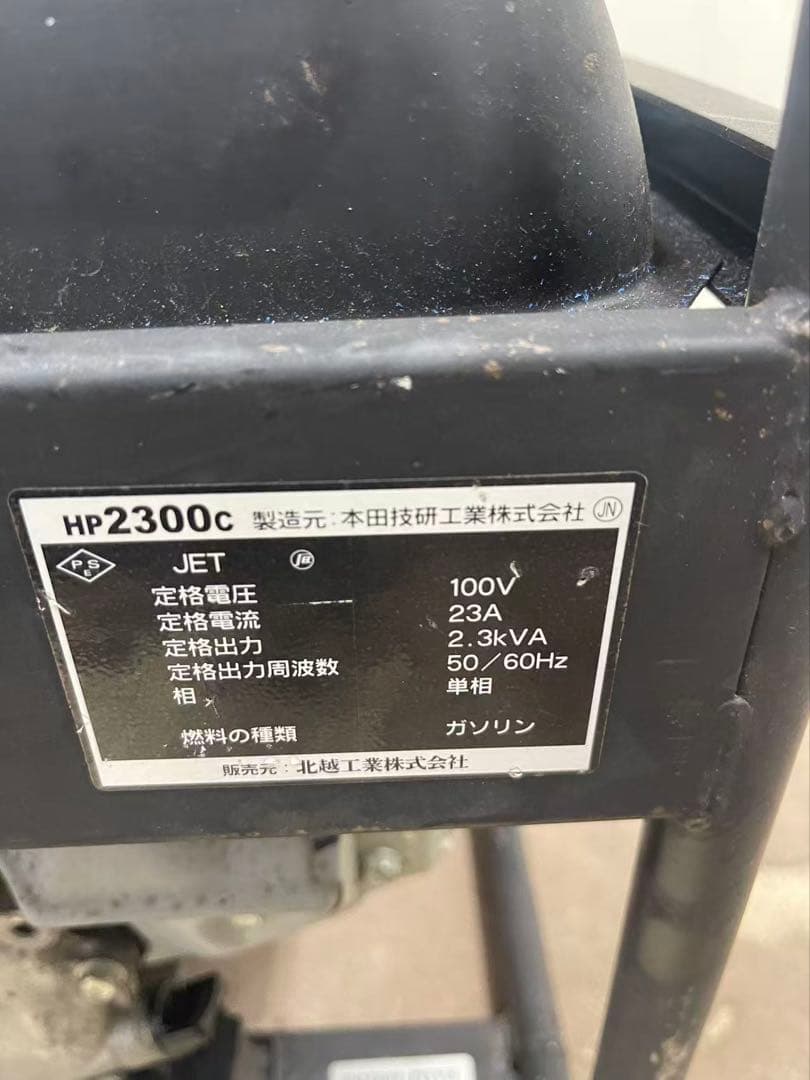 HP2300C 製造元:本田技研工業株式会社 JN
PSE JET JET
定格電圧 100V
定格電流 23A
定格出力 2.3kVA
定格出力周波数 50/60Hz
相 単相
燃料の種類 ガソリン
販売元:北越工業株式会社